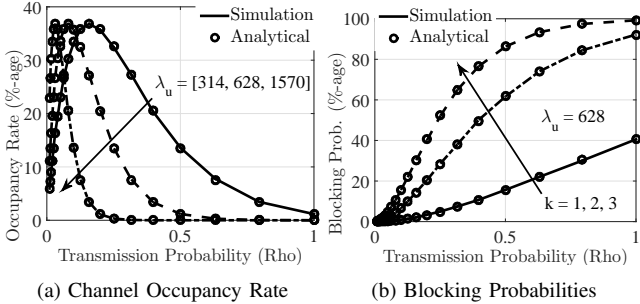 40
30
20
10
0
Occupancy Rate (%-age)
Simulation
Analytical
λu = [314, 628, 1570]
0
0.5
1
Transmission Probability (Rho)
(a) Channel Occupancy Rate
100
80
60
40
20
0
Blocking Prob. (%-age)
Simulation
Analytical
λu = 628
k = 1, 2, 3
0
0.5
1
Transmission Probability (Rho)
(b) Blocking Probabilities